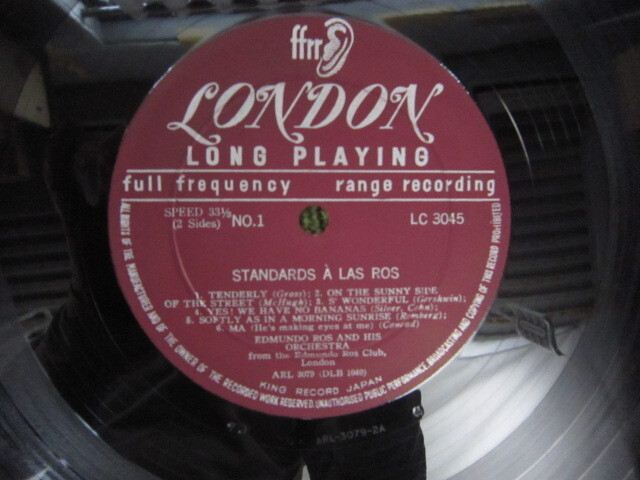 ffrr
LONDON
LONG PLAYING
full frequency range recording
SPEED 33⅓
(2 Sides) NO.1 LC 3045
STANDARDS À LAS ROS
1. TENDERLY (Gross); 2. ON THE SUNNY SIDE
OF THE STREET (McHugh); 3. S' WONDERFUL (Gershwin);
4. YES! WE HAVE NO BANANAS (Silver, Cohn);
5. SOFTLY AS IN A MORNING SUNRISE (Romberg);
6. MA (He's making eyes at me) (Conrad)
EDMUNDO ROS AND HIS
ORCHESTRA
from the Edmundo Ros Club,
London
ARL 3079 (DLB 1040)
KING RECORD JAPAN
ALL RIGHTS OF THE MANUFACTURER AND OF THE OWNER OF THE RECORDED WORK RESERVED. UNAUTHORISED PUBLIC PERFORMANCE, BROADCASTING AND COPYING OF THIS RECORD PROHIBITED
ARL-3079-2A